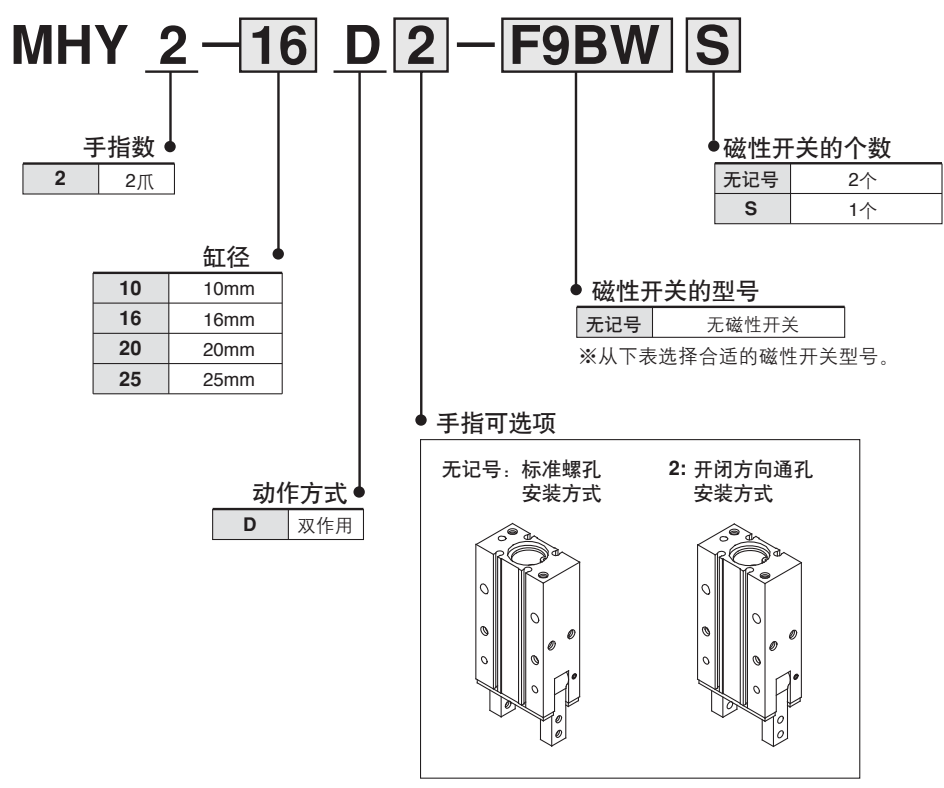 MHY 2 — 16 D 2 — F9BW S
手指数
2 2爪
缸径
10 10mm
16 16mm
20 20mm
25 25mm
动作方式
D 双作用
手指可选项
无记号：标准螺孔
安装方式
2: 开闭方向通孔
安装方式
磁性开关的型号
无记号 无磁性开关
※从下表选择合适的磁性开关型号。
磁性开关的个数
无记号 2个
S 1个